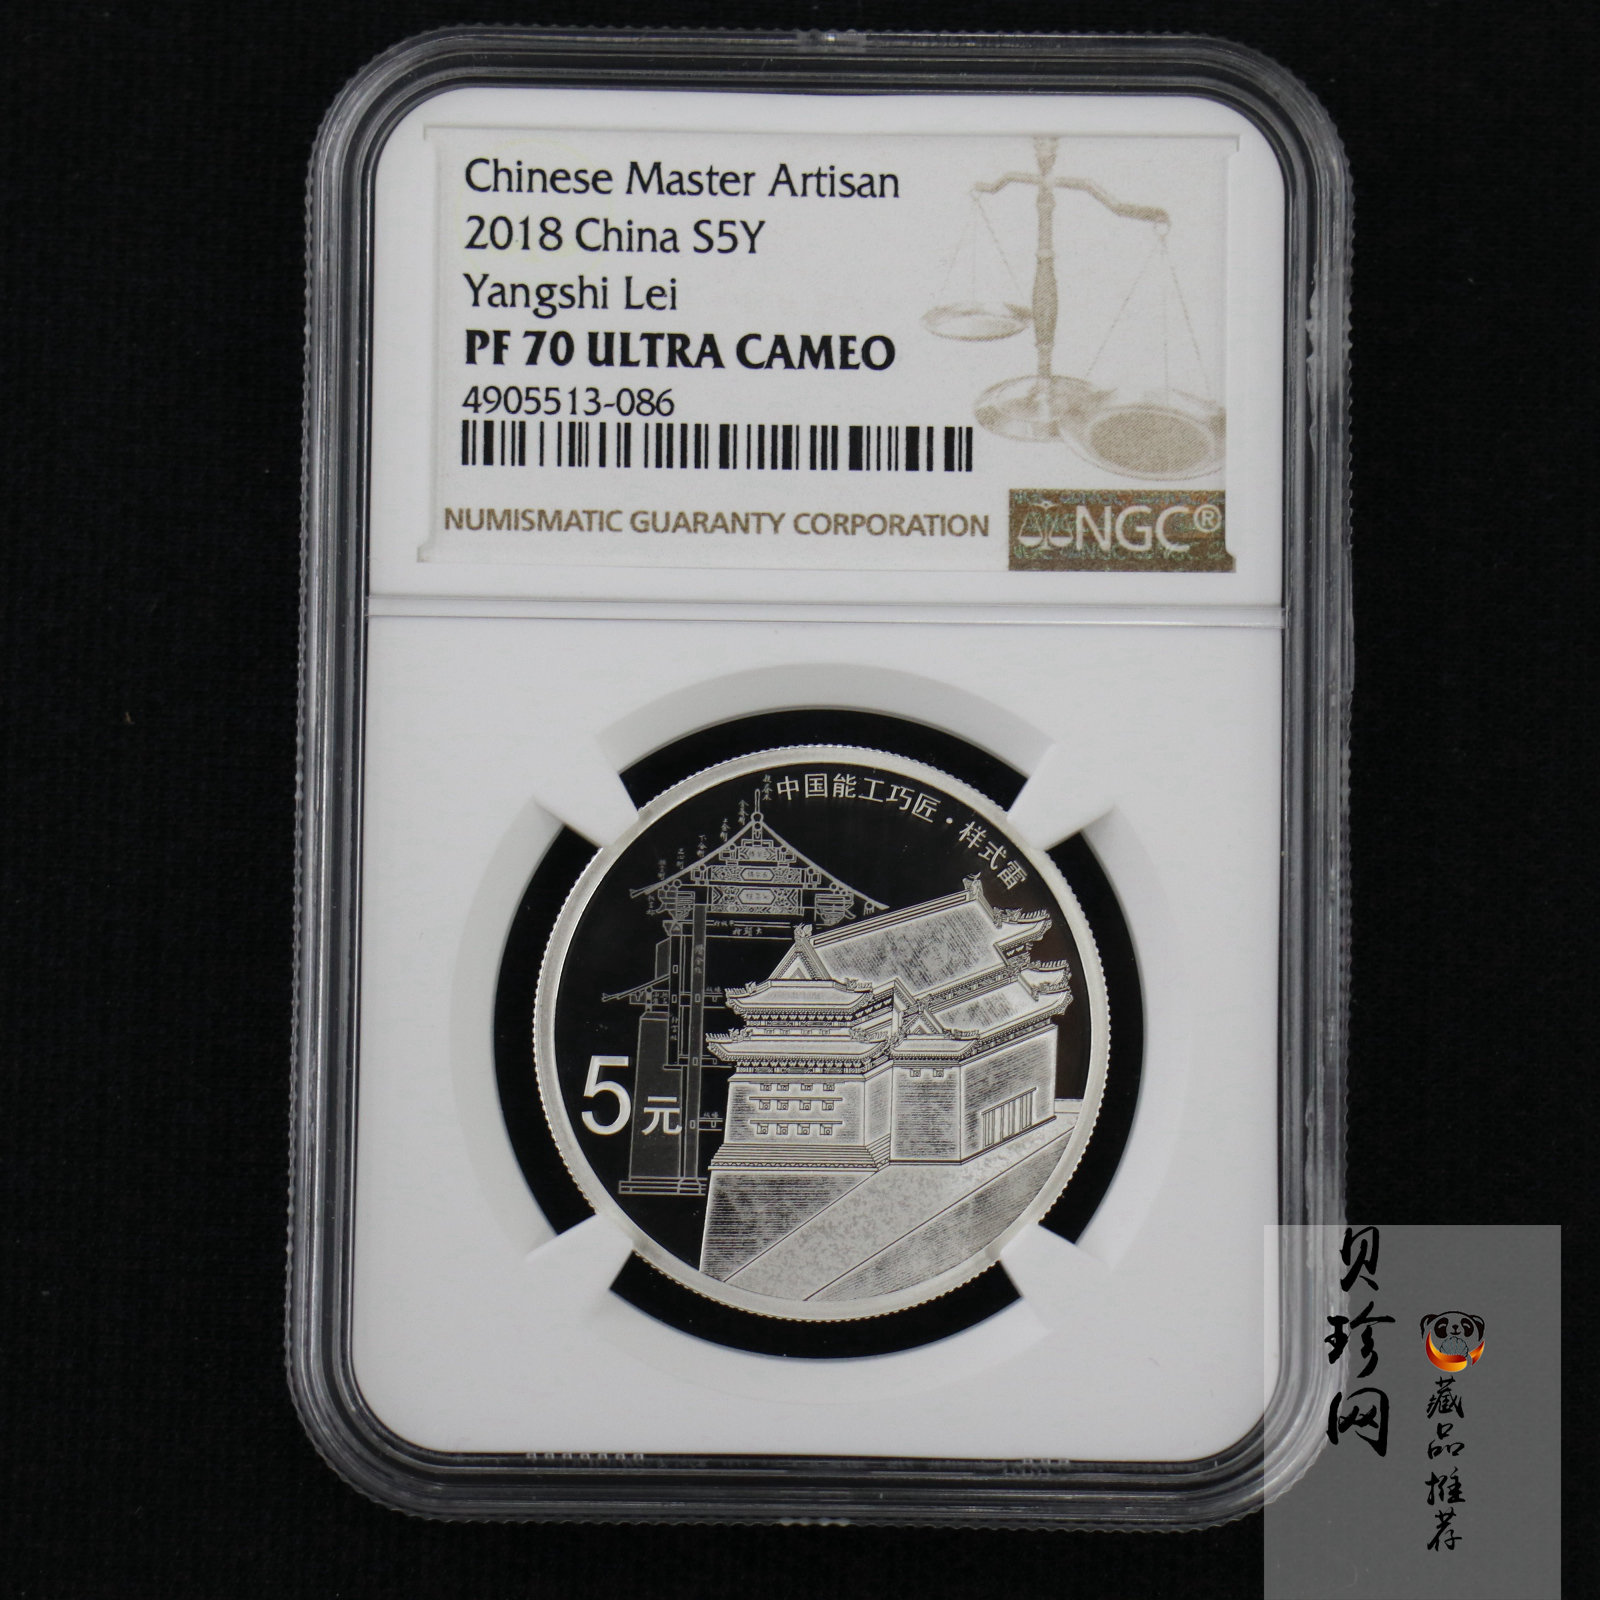 Chinese Master Artisan
2018 China S5Y
Yangshi Lei
PF 70 ULTRA CAMEO
4905513-086
NUMISMATIC GUARANTY CORPORATION
NGC®
中国能工巧匠·样式雷
5元
贝珍网
藏品推荐